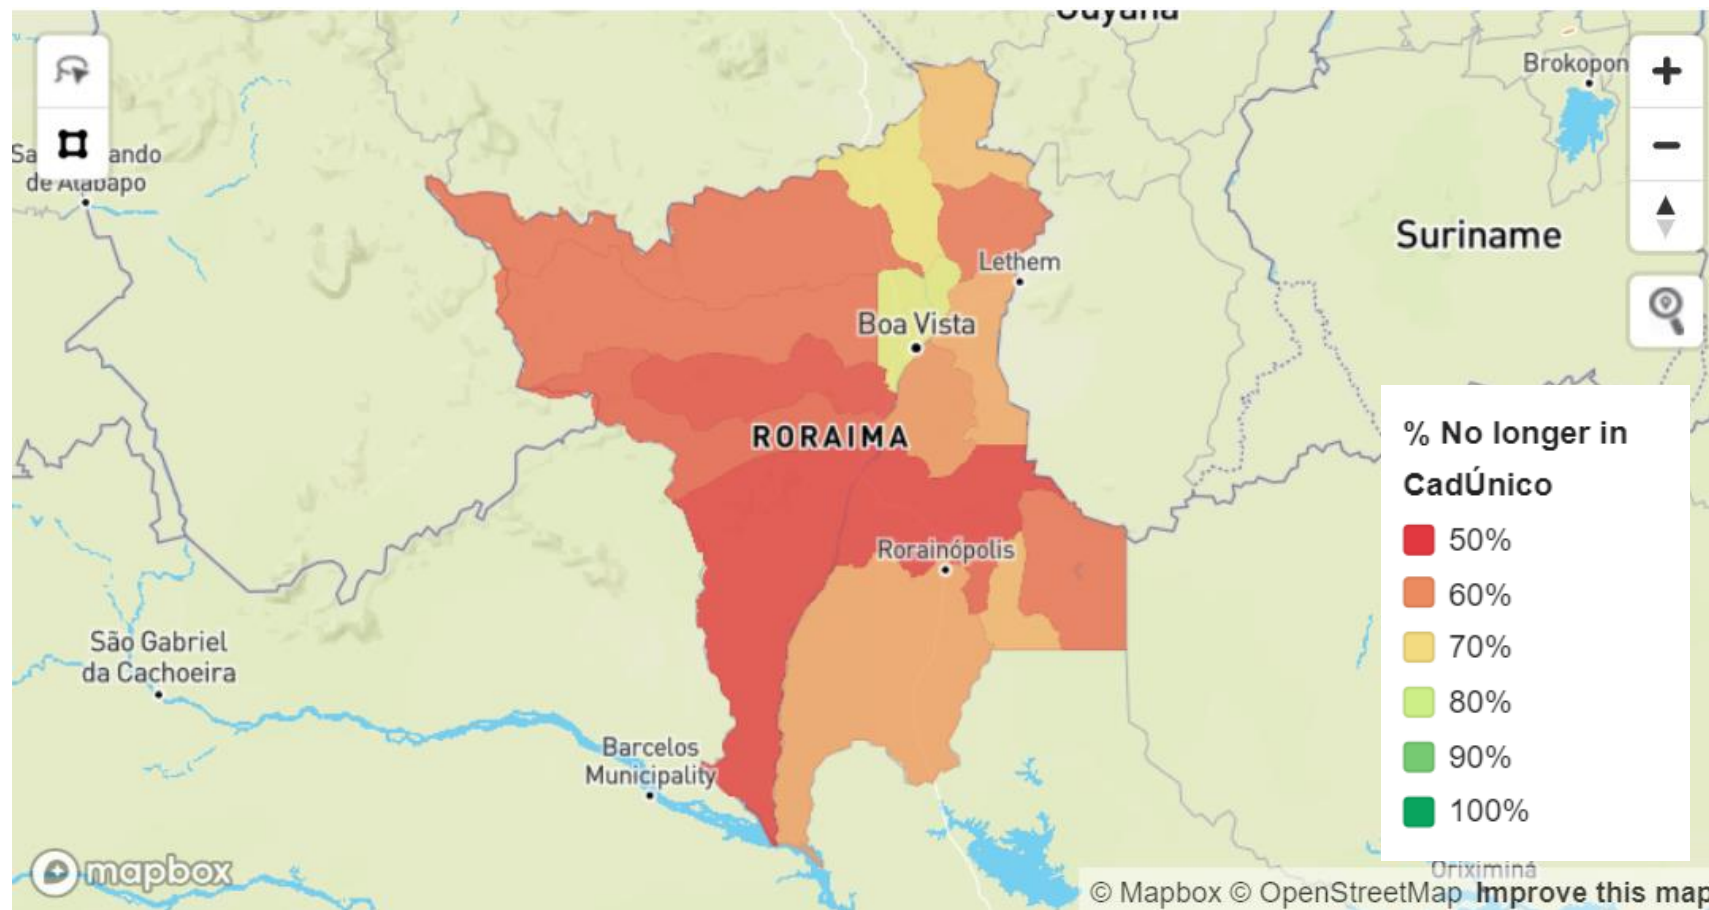 Guyana
Brokopon
Sa ando
de Atabapo
Suriname
Lethem
Boa Vista
RORAIMA
Rorainópolis
São Gabriel
da Cachoeira
Barcelos
Municipality
% No longer in
CadÚnico
50%
60%
70%
80%
90%
100%
Oriximiná
mapbox
© Mapbox © OpenStreetMap Improve this map